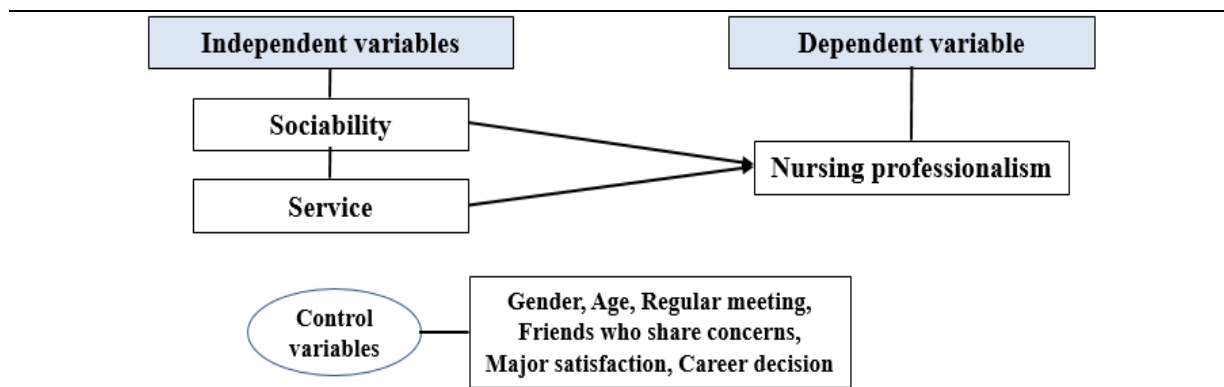 Independent variables
Dependent variable
Sociability
Nursing professionalism
Service
Control
variables
Gender, Age, Regular meeting,
Friends who share concerns,
Major satisfaction, Career decision